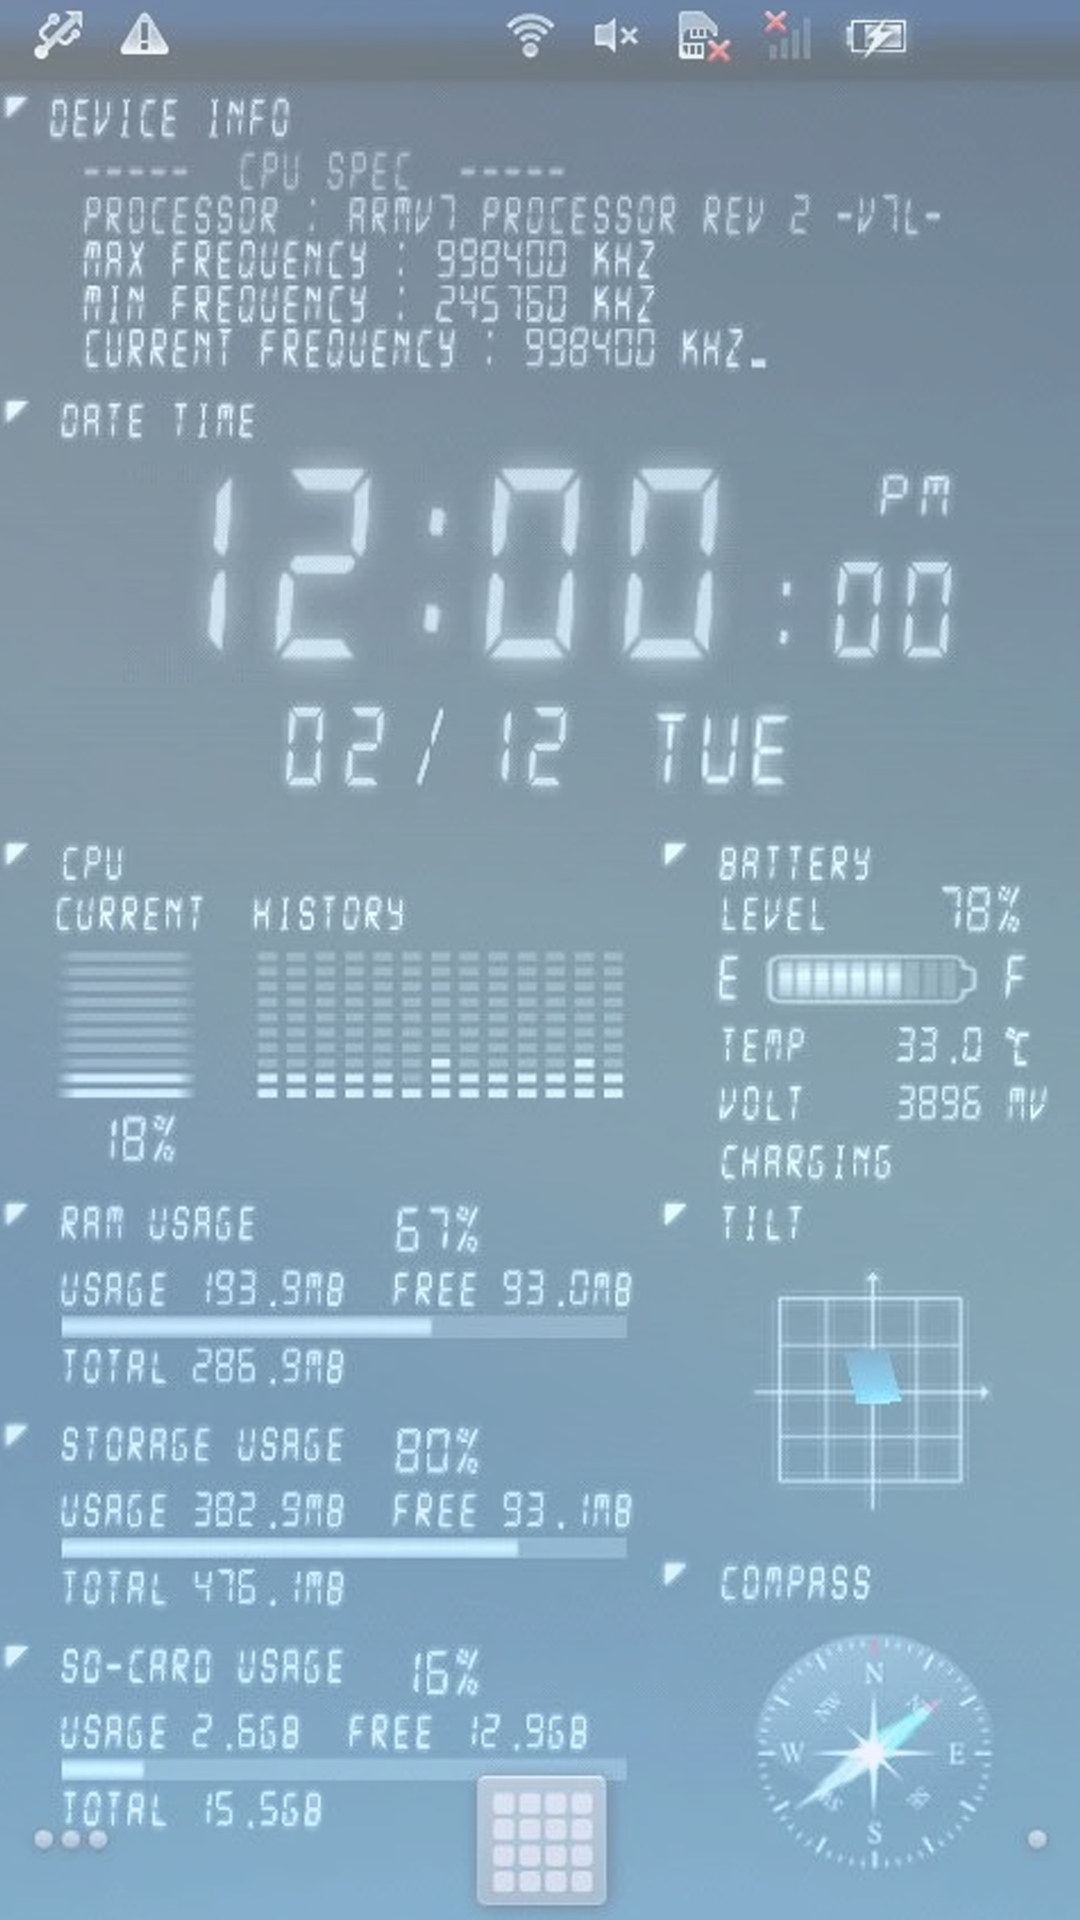 DEVICE INFO
----- CPU SPEC -----
PROCESSOR : ARMV7 PROCESSOR REV 2 -V7L-
MAX FREQUENCY : 998400 KHZ
MIN FREQUENCY : 245760 KHZ
CURRENT FREQUENCY : 998400 KHZ_
DATE TIME
12:00:00 PM
02/12 TUE
CPU
CURRENT HISTORY
18%
BATTERY
LEVEL 78%
E F
TEMP 33.0 ℃
VOLT 3896 MV
CHARGING
RAM USAGE 67%
USAGE 193.9MB FREE 93.0MB
TOTAL 286.9MB
TILT
STORAGE USAGE 80%
USAGE 382.9MB FREE 93.1MB
TOTAL 476.1MB
SD-CARD USAGE 16%
USAGE 2.6GB FREE 12.9GB
TOTAL 15.5GB
COMPASS
N
NW
W E
S